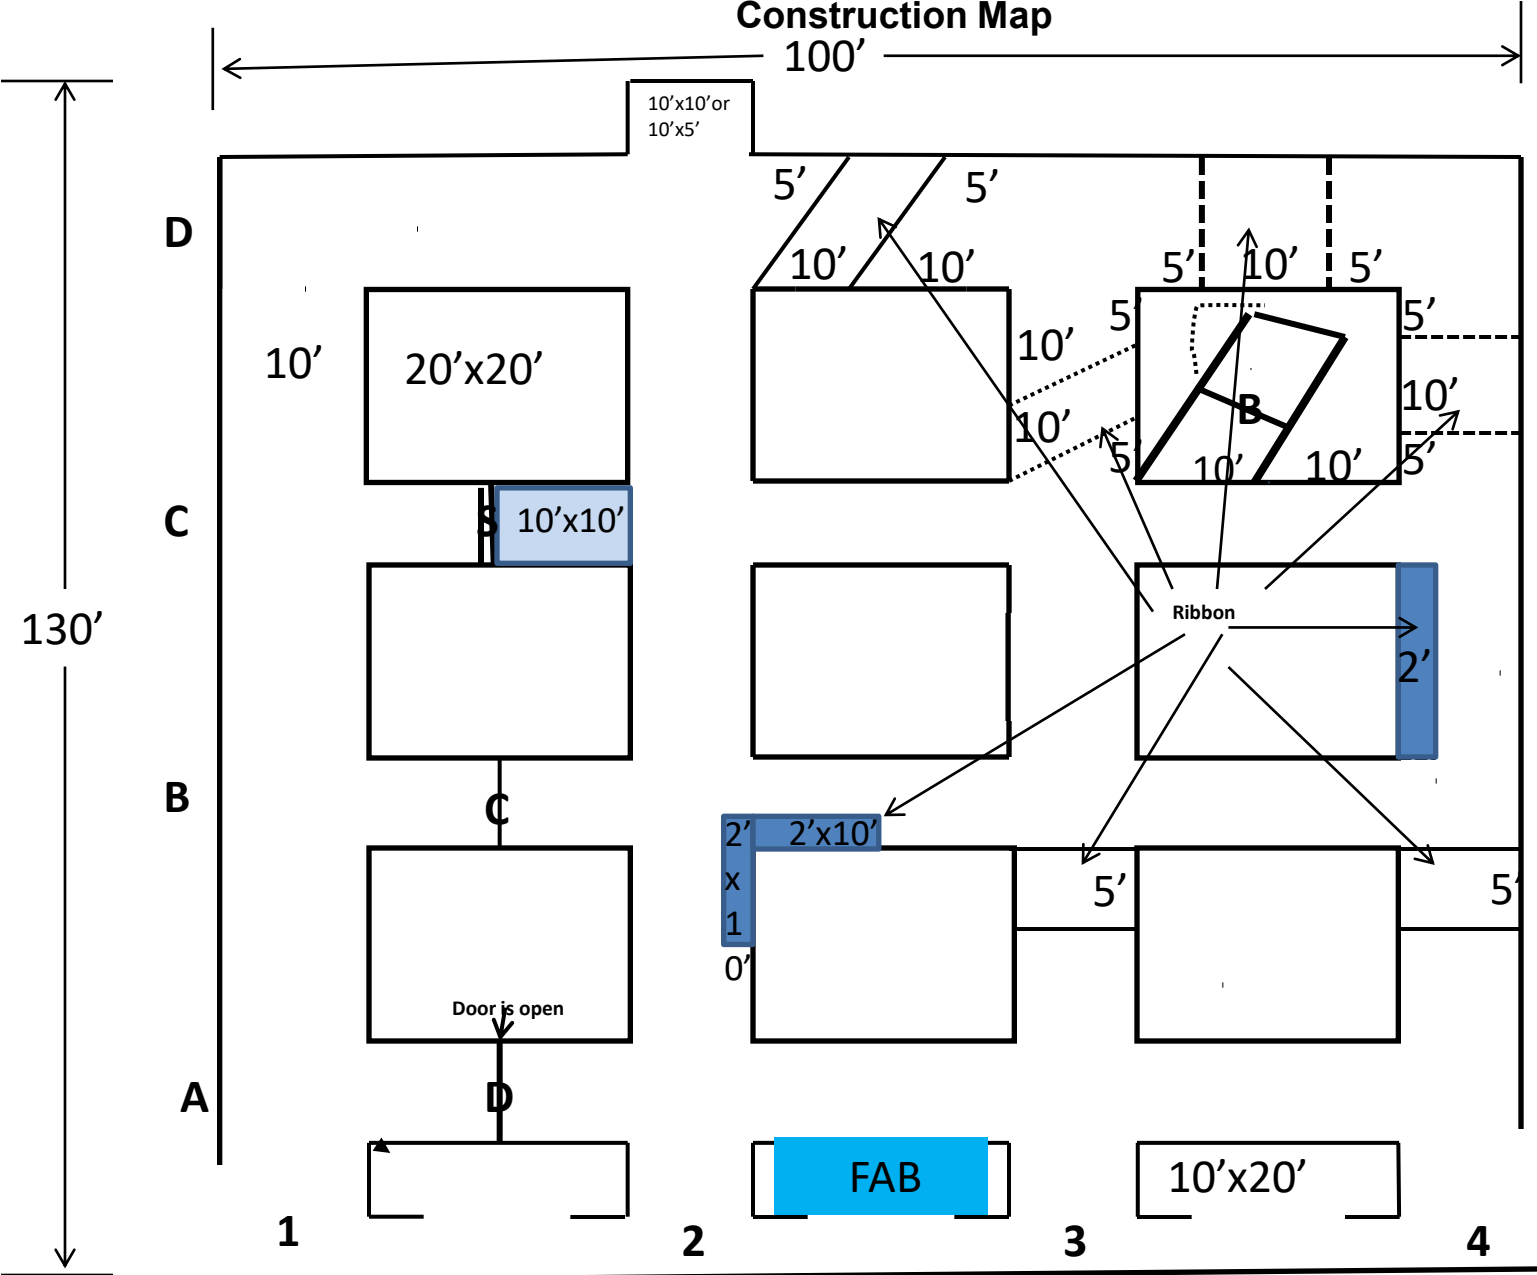 Construction Map
100’
10’x10’or
10’x5’
5’
5’
D
10’
10’
5’
10’
5’
5’
5’
10’
10’
20’x20’
10’
10’
B
10’
5’
10’
10’
5’
C
S
10’x10’
Ribbon
130’
2’
B
C
2’
2’x10’
x
1
0’
5’
5’
Door is open
A
D
FAB
10’x20’
1
2
3
4